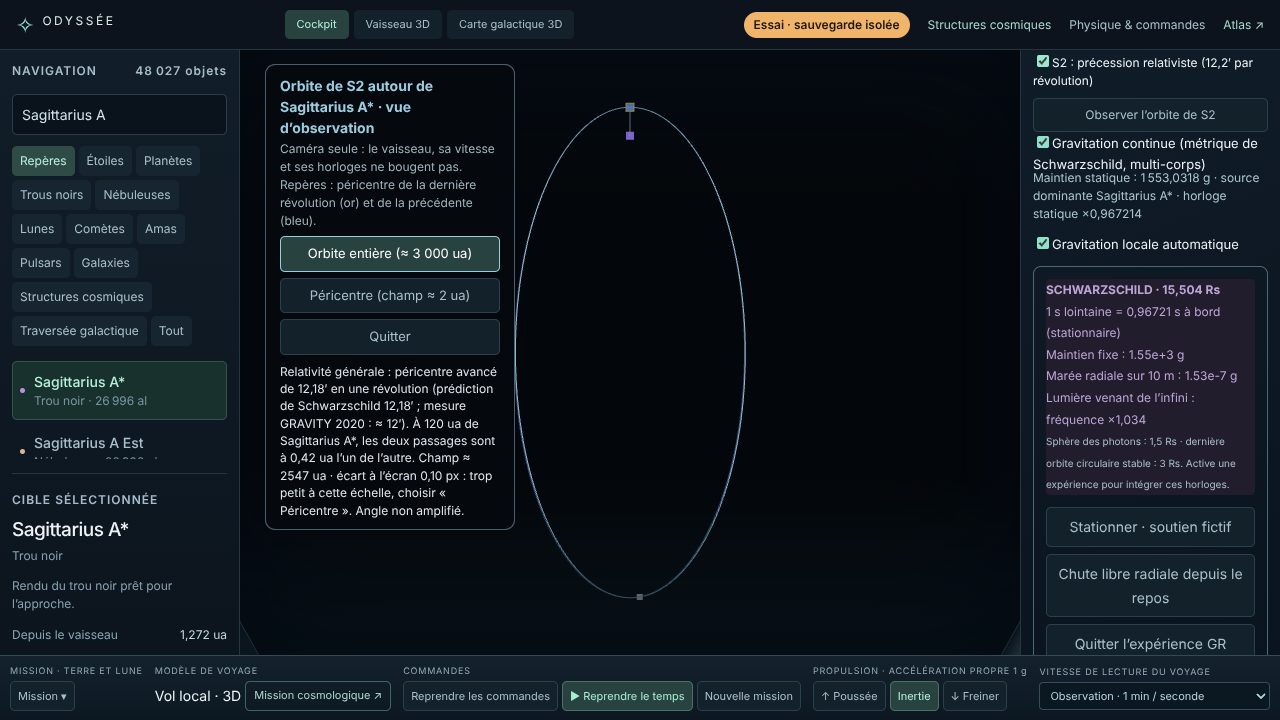 ODYSSÉE
Cockpit
Vaisseau 3D
Carte galactique 3D
Essai · sauvegarde isolée
Structures cosmiques
Physique & commandes
Atlas ↗
NAVIGATION
48 027 objets
Sagittarius A
Repères
Étoiles
Planètes
Trous noirs
Nébuleuses
Lunes
Comètes
Amas
Pulsars
Galaxies
Structures cosmiques
Traversée galactique
Tout
Sagittarius A*
Trou noir · 26 996 al
Sagittarius A Est
CIBLE SÉLECTIONNÉE
Sagittarius A*
Trou noir
Rendu du trou noir prêt pour
l’approche.
Depuis le vaisseau
1,272 ua
Orbite de S2 autour de
Sagittarius A* · vue
d’observation
Caméra seule : le vaisseau, sa vitesse
et ses horloges ne bougent pas.
Repères : péricentre de la dernière
révolution (or) et de la précédente
(bleu).
Orbite entière (≈ 3 000 ua)
Péricentre (champ ≈ 2 ua)
Quitter
Relativité générale : péricentre avancé
de 12,18′ en une révolution (prédiction
de Schwarzschild 12,18′ ; mesure
GRAVITY 2020 : ≈ 12′). À 120 ua de
Sagittarius A*, les deux passages sont
à 0,42 ua l’un de l’autre. Champ ≈
2547 ua · écart à l’écran 0,10 px : trop
petit à cette échelle, choisir «
Péricentre ». Angle non amplifié.
S2 : précession relativiste (12,2′ par
révolution)
Observer l’orbite de S2
Gravitation continue (métrique de
Schwarzschild, multi-corps)
Maintien statique : 1 553,0318 g · source
dominante Sagittarius A* · horloge
statique ×0,967214
Gravitation locale automatique
SCHWARZSCHILD · 15,504 Rs
1 s lointaine = 0,96721 s à bord
(stationnaire)
Maintien fixe : 1.55e+3 g
Marée radiale sur 10 m : 1.53e-7 g
Lumière venant de l’infini :
fréquence ×1,034
Sphère des photons : 1,5 Rs · dernière
orbite circulaire stable : 3 Rs. Active une
expérience pour intégrer ces horloges.
Stationner · soutien fictif
Chute libre radiale depuis le
repos
Quitter l’expérience GR
MISSION · TERRE ET LUNE
Mission ▾
MODÈLE DE VOYAGE
Vol local · 3D
Mission cosmologique ↗
COMMANDES
Reprendre les commandes
▶ Reprendre le temps
Nouvelle mission
PROPULSION · ACCÉLÉRATION PROPRE 1 g
↑ Poussée
Inertie
↓ Freiner
VITESSE DE LECTURE DU VOYAGE
Observation · 1 min / seconde